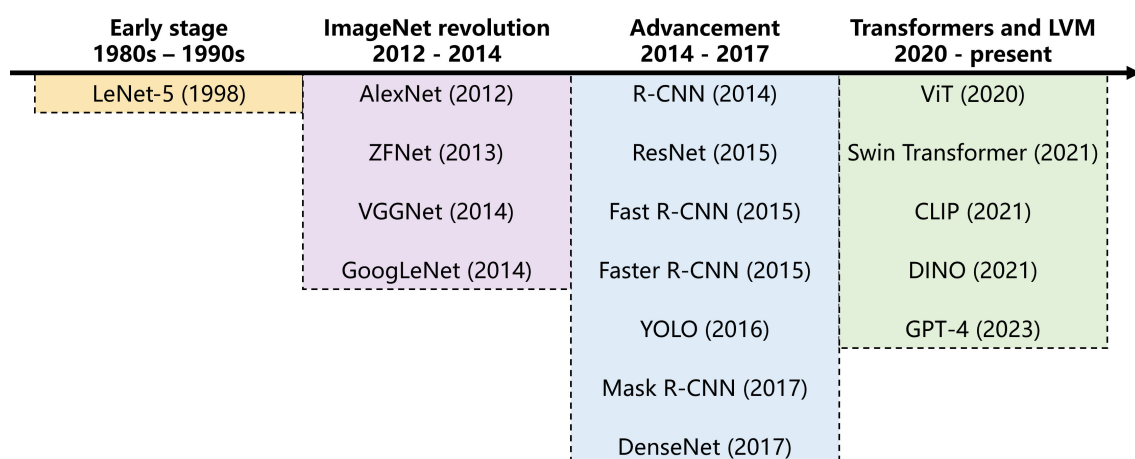 Early stage
1980s – 1990s
LeNet-5 (1998)
ImageNet revolution
2012 - 2014
AlexNet (2012)
ZFNet (2013)
VGGNet (2014)
GoogLeNet (2014)
Advancement
2014 - 2017
R-CNN (2014)
ResNet (2015)
Fast R-CNN (2015)
Faster R-CNN (2015)
YOLO (2016)
Mask R-CNN (2017)
DenseNet (2017)
Transformers and LVM
2020 - present
ViT (2020)
Swin Transformer (2021)
CLIP (2021)
DINO (2021)
GPT-4 (2023)